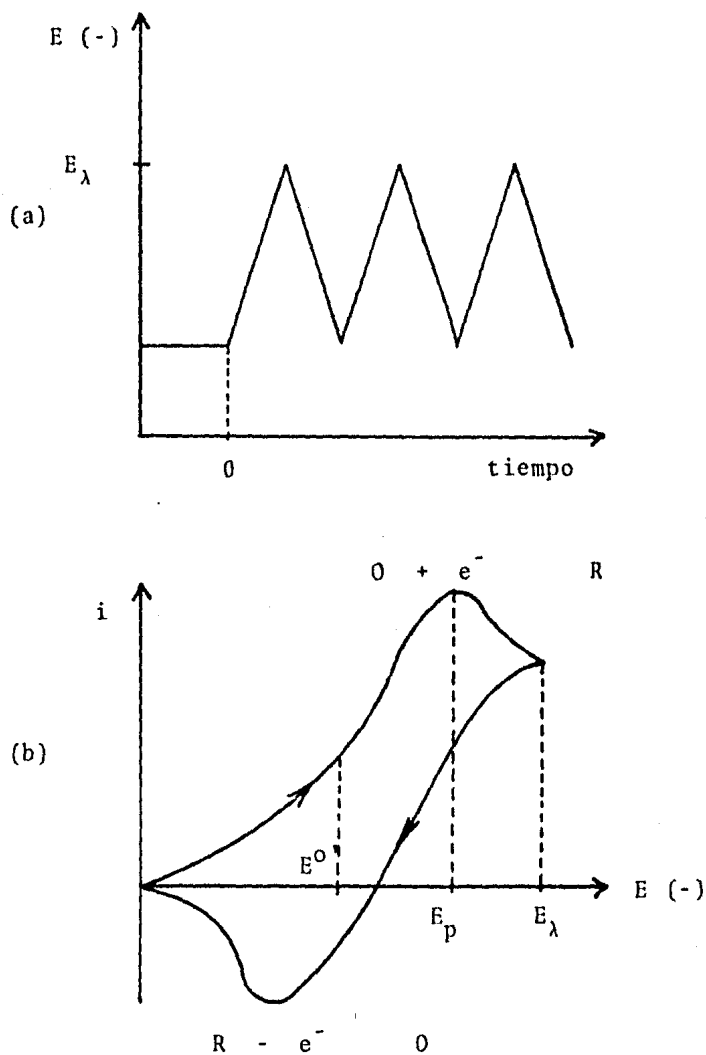 E (-)
E_λ
(a)
0 tiempo
O + e⁻ R
i
(b)
E^o'
E_p E_λ E (-)
R - e⁻ O